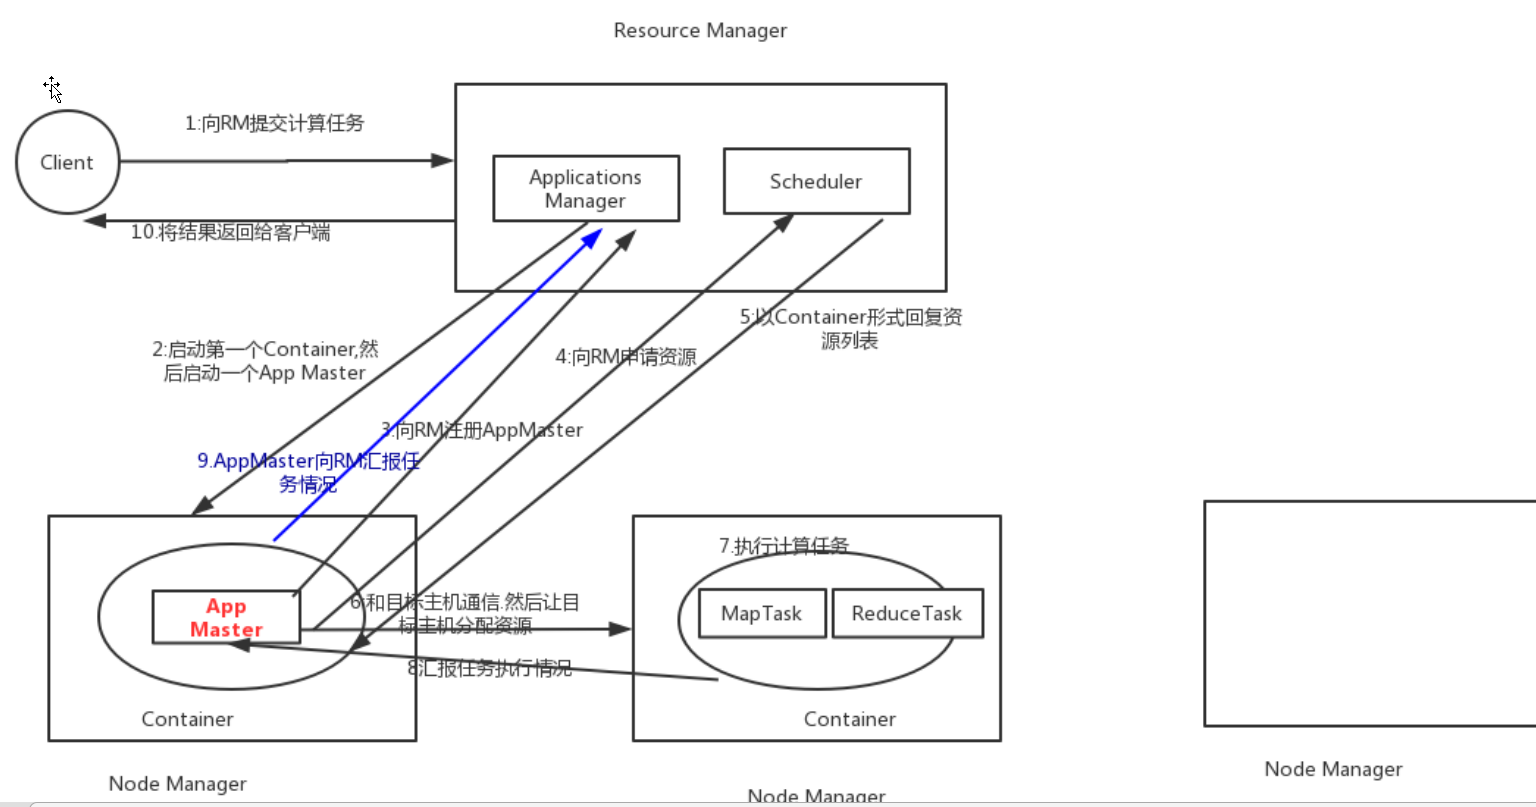 Resource Manager
1:向RM提交计算任务
Client
Applications
Manager
Scheduler
10.将结果返回给客户端
5:以Container形式回复资
源列表
2:启动第一个Container,然
后启动一个App Master
4:向RM申请资源
3:向RM注册AppMaster
9.AppMaster向RM汇报任
务情况
7.执行计算任务
App
Master
6:和目标主机通信.然后让目
标主机分配资源
MapTask
ReduceTask
8汇报任务执行情况
Container
Container
Node Manager
Node Manager
Node Manager